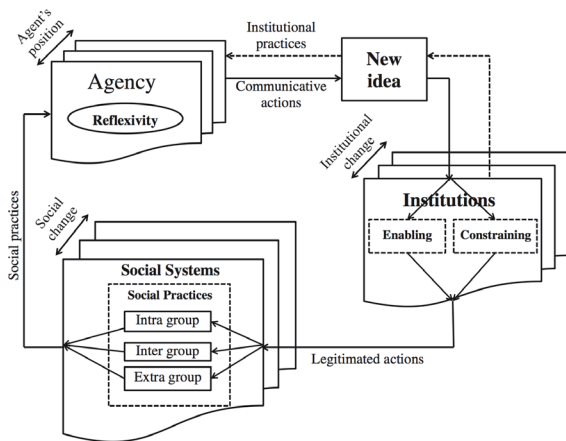 Agent's
position
Institutional
practices
Agency
Reflexivity
Communicative
actions
New
idea
Institutional
change
Institutions
Enabling
Constraining
Social practices
Social
change
Social Systems
Social Practices
Intra group
Inter group
Extra group
Legitimated actions